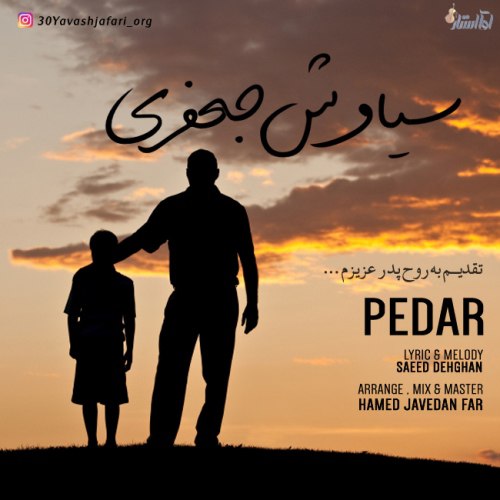 30Yavashjafari_org
آهنگستار
سیاوش جعفری
تقدیم به روح پدر عزیزم ...
PEDAR
LYRIC & MELODY
SAEED DEHGHAN
ARRANGE , MIX & MASTER
HAMED JAVEDAN FAR